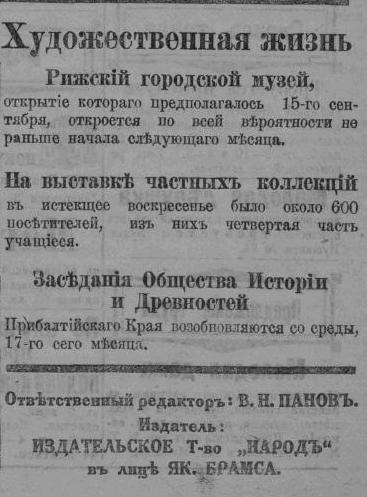 Художественная жизнь
Рижскій городской музей,
открытіе котораго предполагалось 15-го сен-
тября, откроется по всей вѣроятности не
раньше начала слѣдующаго мѣсяца.
На выставкѣ частныхъ коллекцій
въ истекщее воскресенье было около 600
посѣтителей, изъ нихъ четвертая часть
учащіеся.
Засѣданія Общества Исторіи
и Древностей
Прибалтійскаго Края возобновляются со среды,
17-го сего мѣсяца.
Отвѣтственный редакторъ: В. Н. ПАНОВЪ.
Издатель:
ИЗДАТЕЛЬСКОЕ Т-во „НАРОДЪ“
въ лицѣ ЯК. БРАМСА.